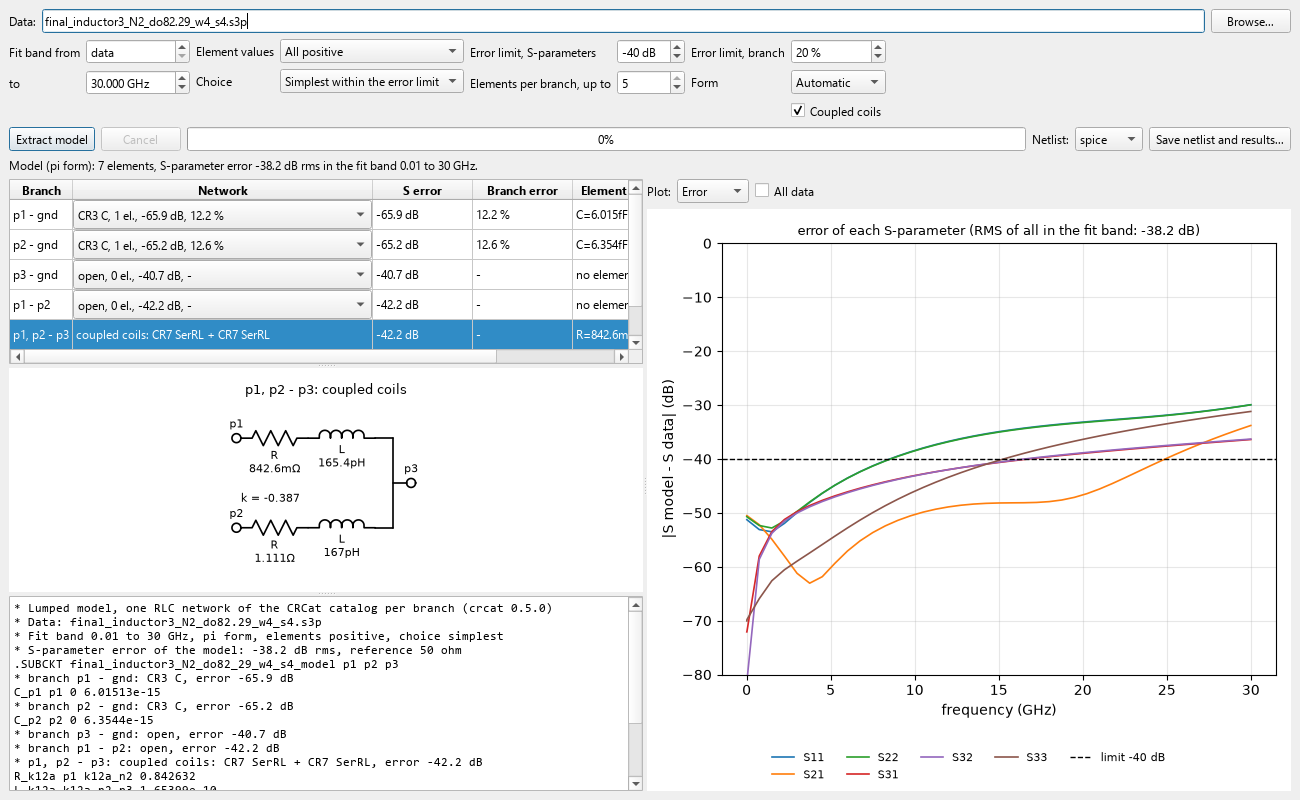 Data: final_inductor3_N2_do82.29_w4_s4.s3p Browse...
Fit band from data Element values All positive Error limit, S-parameters -40 dB Error limit, branch 20 %
to 30.000 GHz Choice Simplest within the error limit Elements per branch, up to 5 Form Automatic
Coupled coils
Extract model Cancel 0% Netlist: spice Save netlist and results...
Model (pi form): 7 elements, S-parameter error -38.2 dB rms in the fit band 0.01 to 30 GHz.
Branch Network S error Branch error Element
p1 - gnd CR3 C, 1 el., -65.9 dB, 12.2 % -65.9 dB 12.2 % C=6.015fF
p2 - gnd CR3 C, 1 el., -65.2 dB, 12.6 % -65.2 dB 12.6 % C=6.354fF
p3 - gnd open, 0 el., -40.7 dB, - -40.7 dB - no elemer
p1 - p2 open, 0 el., -42.2 dB, - -42.2 dB - no elemer
p1, p2 - p3 coupled coils: CR7 SerRL + CR7 SerRL -42.2 dB - R=842.6m
p1, p2 - p3: coupled coils
p1
R
842.6mΩ
L
165.4pH
p3
k = -0.387
p2
R
1.111Ω
L
167pH
* Lumped model, one RLC network of the CRCat catalog per branch (crcat 0.5.0)
* Data: final_inductor3_N2_do82.29_w4_s4.s3p
* Fit band 0.01 to 30 GHz, pi form, elements positive, choice simplest
* S-parameter error of the model: -38.2 dB rms, reference 50 ohm
.SUBCKT final_inductor3_N2_do82_29_w4_s4_model p1 p2 p3
* branch p1 - gnd: CR3 C, error -65.9 dB
C_p1 p1 0 6.01513e-15
* branch p2 - gnd: CR3 C, error -65.2 dB
C_p2 p2 0 6.3544e-15
* branch p3 - gnd: open, error -40.7 dB
* branch p1 - p2: open, error -42.2 dB
* p1, p2 - p3: coupled coils: CR7 SerRL + CR7 SerRL, error -42.2 dB
R_k12a p1 k12a_n2 0.842632
L_k12a k12a_n2 p3 1.65399e-10
Plot: Error All data
error of each S-parameter (RMS of all in the fit band: -38.2 dB)
|S model - S data| (dB)
0
−10
−20
−30
−40
−50
−60
−70
−80
0 5 10 15 20 25 30
frequency (GHz)
S11 S22 S32 S33 limit -40 dB
S21 S31